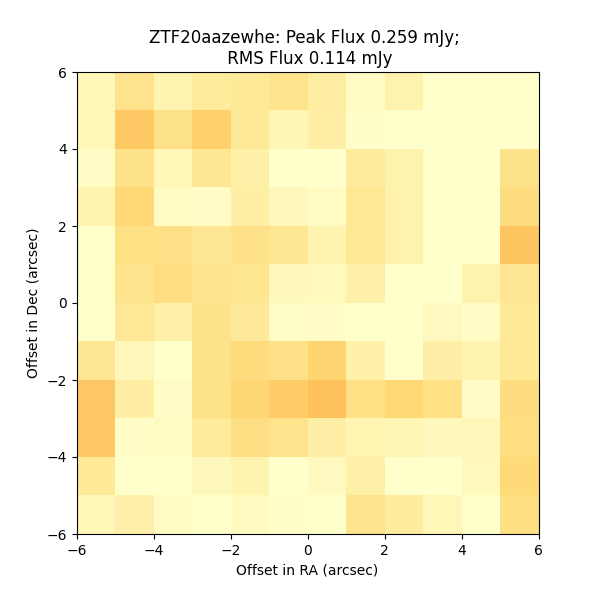 ZTF20aazewhe: Peak Flux 0.259 mJy;
RMS Flux 0.114 mJy
6
4
2
0
−2
−4
−6
Offset in Dec (arcsec)
−6 −4 −2 0 2 4 6
Offset in RA (arcsec)